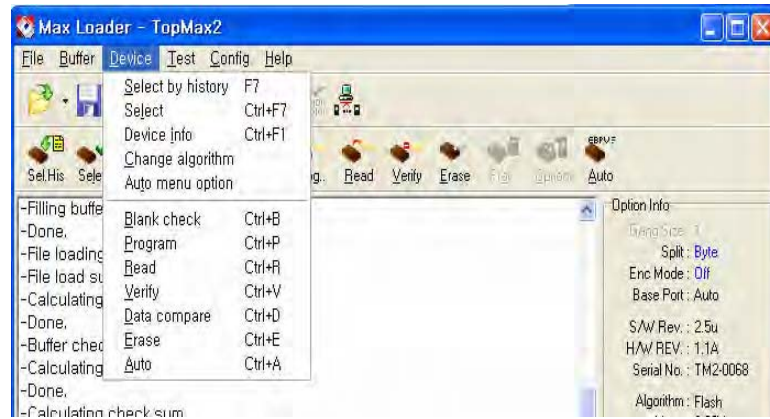 Max Loader - TopMax2
File Buffer Device Test Config Help
Select by history F7
Select Ctrl+F7
Device info Ctrl+F1
Change algorithm
Auto menu option
Blank check Ctrl+B
Program Ctrl+P
Read Ctrl+R
Verify Ctrl+V
Data compare Ctrl+D
Erase Ctrl+E
Auto Ctrl+A
Sel.His Sele
Read Verify Erase Auto
-Filling buffe
-Done.
-File loading
-File load su
-Calculating
-Done.
-Buffer chec
-Calculating
-Done.
-Calculating check sum
Option Info
Gang Size : 1
Split : Byte
Enc Mode : Off
Base Port : Auto
S/W Rev. : 2.5u
H/W REV. : 1.1A
Serial No. : TM2-0068
Algorithm : Flash